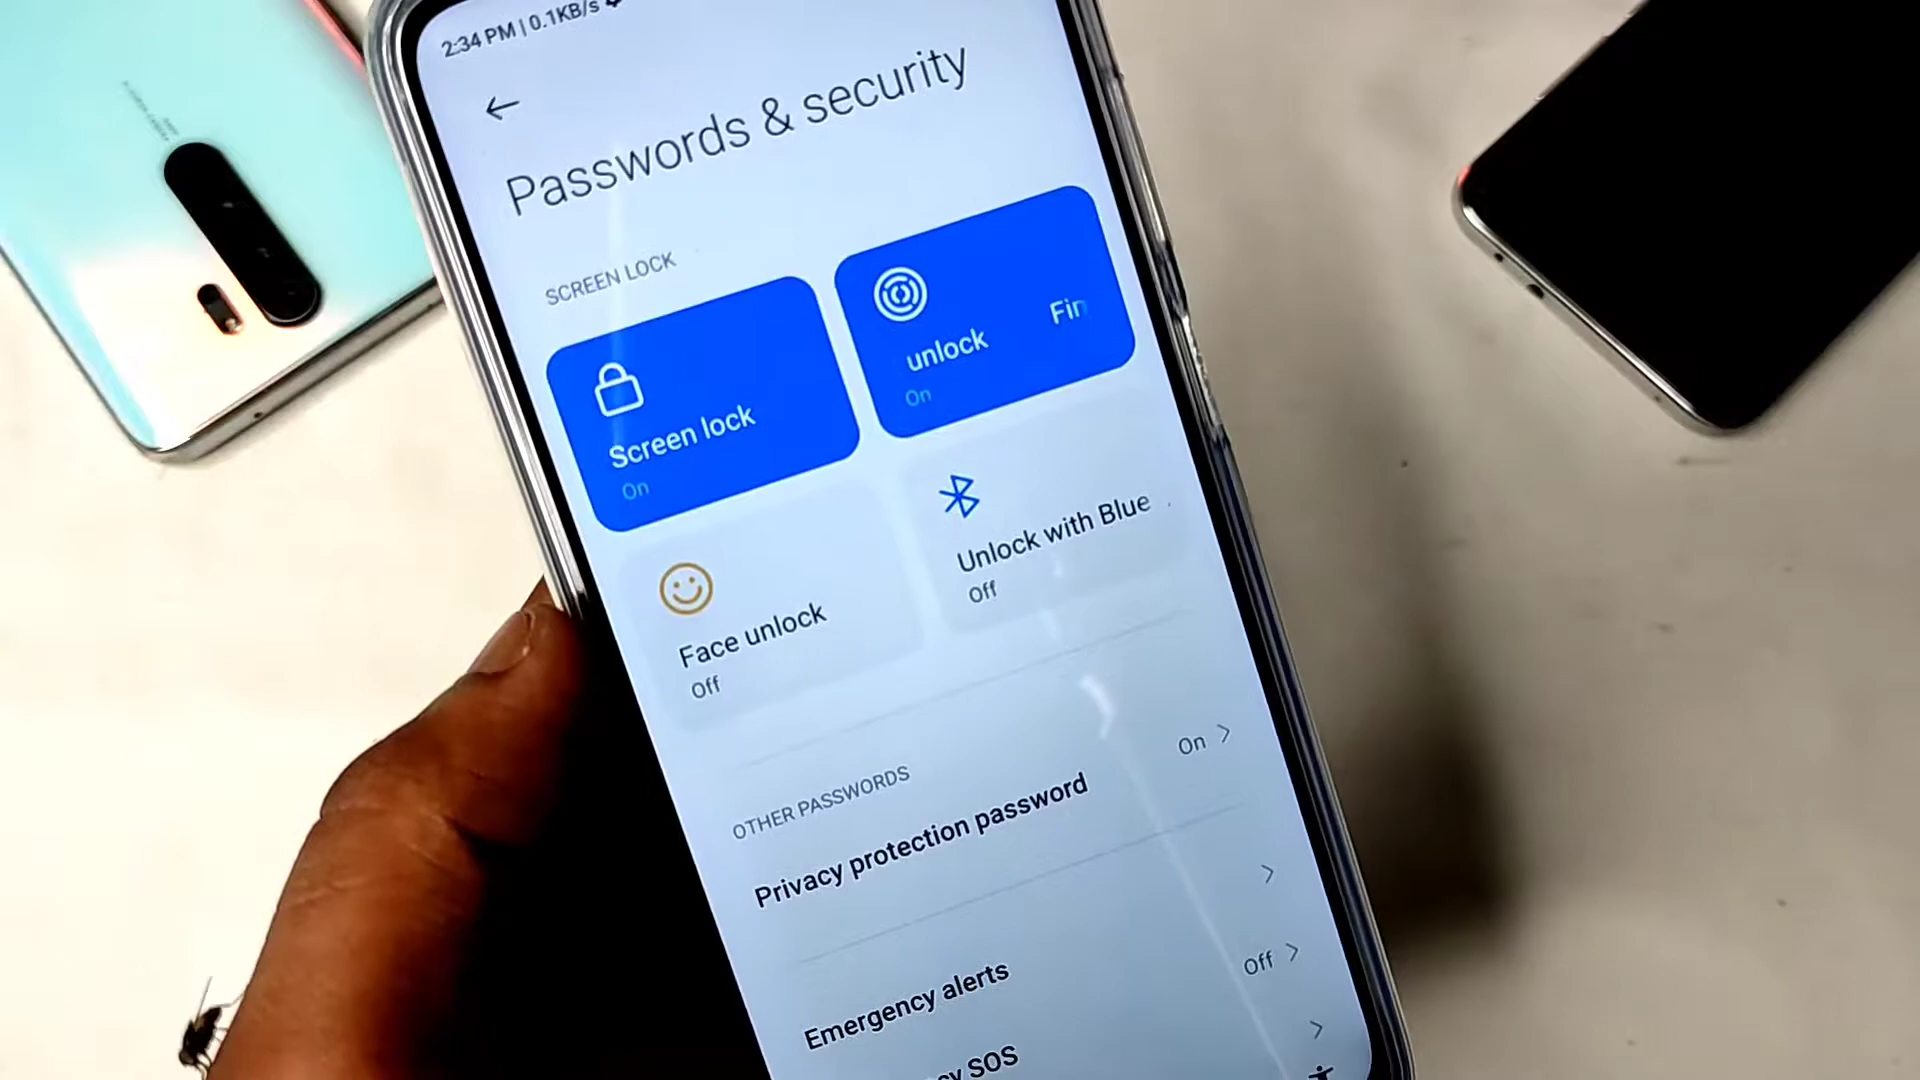 2:34 PM | 0.1KB/s
Passwords & security
SCREEN LOCK
Screen lock
On
unlock Fin
On
Face unlock
Off
Unlock with Blue
Off
OTHER PASSWORDS
Privacy protection password
On
Emergency alerts
Off
cy SOS